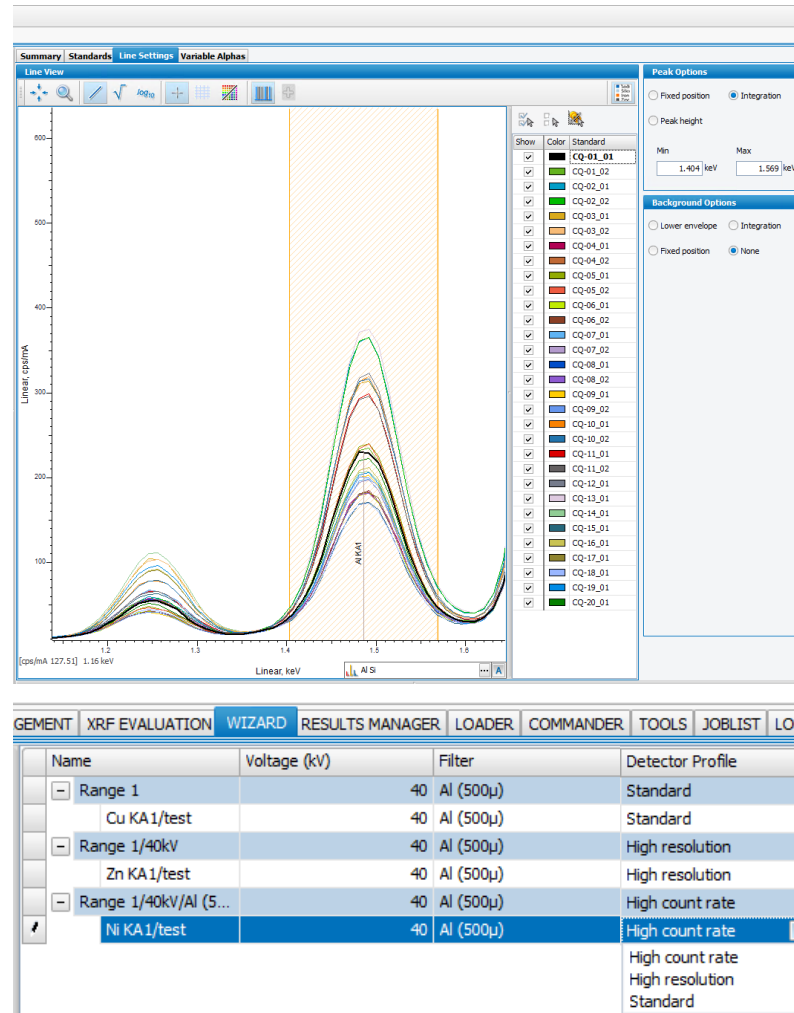 Summary Standards Line Settings Variable Alphas
Line View
log10
Peak Options
Fixed position Integration
Peak height
Min Max
1.404 keV 1.569 keV
Background Options
Lower envelope Integration
Fixed position None
Show Color Standard
CQ-01_01
CQ-01_02
CQ-02_01
CQ-02_02
CQ-03_01
CQ-03_02
CQ-04_01
CQ-04_02
CQ-05_01
CQ-05_02
CQ-06_01
CQ-06_02
CQ-07_01
CQ-07_02
CQ-08_01
CQ-08_02
CQ-09_01
CQ-09_02
CQ-10_01
CQ-10_02
CQ-11_01
CQ-11_02
CQ-12_01
CQ-13_01
CQ-14_01
CQ-15_01
CQ-16_01
CQ-17_01
CQ-18_01
CQ-19_01
CQ-20_01
600
500
400
300
200
100
Linear, cps/mA
Al KA1
1.2 1.3 1.4 1.5 1.6
[cps/mA 127.51] 1.16 keV
Linear, keV
Al Si
... A
GEMENT XRF EVALUATION WIZARD RESULTS MANAGER LOADER COMMANDER TOOLS JOBLIST LO
Name Voltage (kV) Filter Detector Profile
Range 1 40 Al (500µ) Standard
Cu KA1/test 40 Al (500µ) Standard
Range 1/40kV 40 Al (500µ) High resolution
Zn KA1/test 40 Al (500µ) High resolution
Range 1/40kV/Al (5... 40 Al (500µ) High count rate
Ni KA1/test 40 Al (500µ) High count rate
High count rate
High resolution
Standard